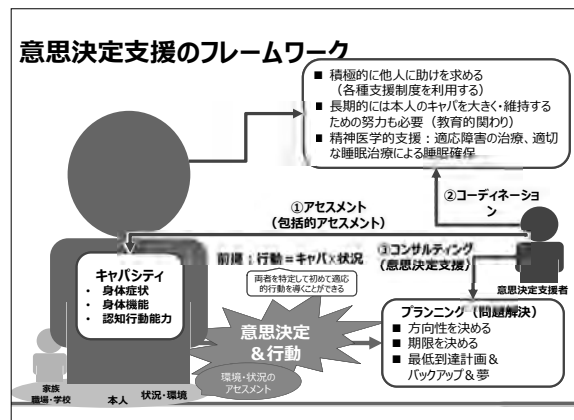 意思決定支援のフレームワーク
■ 積極的に他人に助けを求める
（各種支援制度を利用する）
■ 長期的には本人のキャパを大きく・維持する
ための努力も必要（教育的関わり）
■ 精神医学的支援：適応障害の治療、適切
な睡眠治療による睡眠確保
①アセスメント
（包括的アセスメント）
②コーディネーショ
ン
前提：行動＝キャパx状況
③コンサルティング
（意思決定支援）
両者を特定して初めて適応
的行動を導くことができる
意思決定支援者
キャパシティ
・ 身体症状
・ 身体機能
・ 認知行動能力
意思決定
＆行動
環境・状況の
アセスメント
プランニング（問題解決）
■ 方向性を決める
■ 期限を決める
■ 最低到達計画＆
バックアップ＆夢
家族
職場・学校
本人
状況・環境